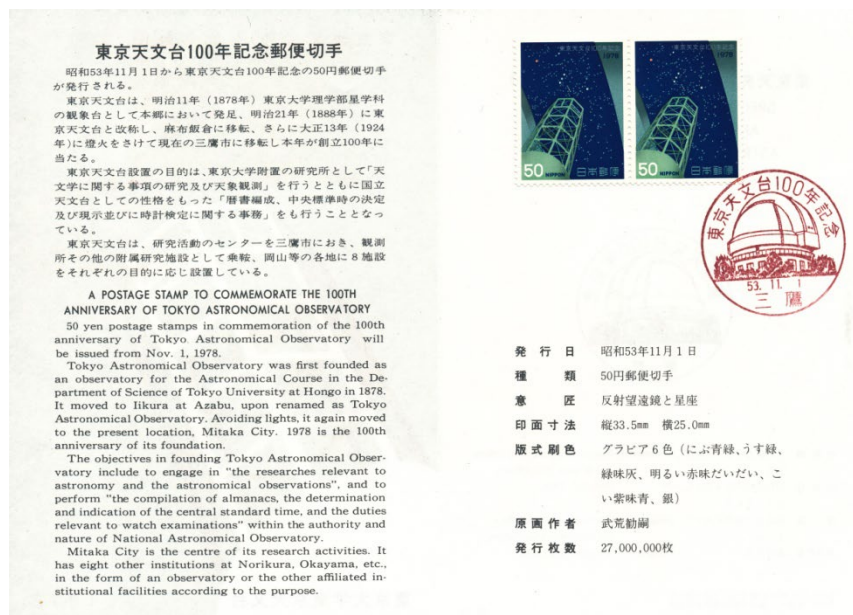 東京天文台100年記念郵便切手
昭和53年11月1日から東京天文台100年記念の50円郵便切手
が発行される。
東京天文台は、明治11年(1878年)東京大学理学部星学科
の観象台として本郷において発足、明治21年(1888年)に東
京天文台と改称し、麻布飯倉に移転、さらに大正13年(1924
年)に燈火をさけて現在の三鷹市に移転し本年が創立100年に
当たる。
東京天文台設置の目的は、東京大学附置の研究所として「天
文学に関する事項の研究及び天象観測」を行うとともに国立
天文台としての性格をもった「暦書編成、中央標準時の決定
及び現示並びに時計検定に関する事務」をも行うこととなっ
ている。
東京天文台は、研究活動のセンターを三鷹市におき、観測
所その他の附属研究施設として乗鞍、岡山等の各地に8施設
をそれぞれの目的に応じ設置している。
A POSTAGE STAMP TO COMMEMORATE THE 100TH
ANNIVERSARY OF TOKYO ASTRONOMICAL OBSERVATORY
50 yen postage stamps in commemoration of the 100th
anniversary of Tokyo Astronomical Observatory will
be issued from Nov. 1, 1978.
Tokyo Astronomical Observatory was first founded as
an observatory for the Astronomical Course in the De-
partment of Science of Tokyo University at Hongo in 1878.
It moved to Iikura at Azabu, upon renamed as Tokyo
Astronomical Observatory. Avoiding lights, it again moved
to the present location, Mitaka City. 1978 is the 100th
anniversary of its foundation.
The objectives in founding Tokyo Astronomical Obser-
vatory include to engage in "the researches relevant to
astronomy and the astronomical observations", and to
perform "the compilation of almanacs, the determination
and indication of the central standard time, and the duties
relevant to watch examinations" within the authority and
nature of National Astronomical Observatory.
Mitaka City is the centre of its research activities. It
has eight other institutions at Norikura, Okayama, etc.,
in the form of an observatory or the other affiliated in-
stitutional facilities according to the purpose.
東京天文台100年記念
1978
50 NIPPON 日本郵便
東京天文台100年記念
1978
50 NIPPON 日本郵便
東京天文台100年記念
53.11.1
三鷹
発行日 昭和53年11月1日
種類 50円郵便切手
意匠 反射望遠鏡と星座
印面寸法 縦33.5mm 横25.0mm
版式刷色 グラビア6色(にぶ青緑、うす緑、
緑味灰、明るい赤味だいだい、こ
い紫味青、銀)
原画作者 武荒勧嗣
発行枚数 27,000,000枚